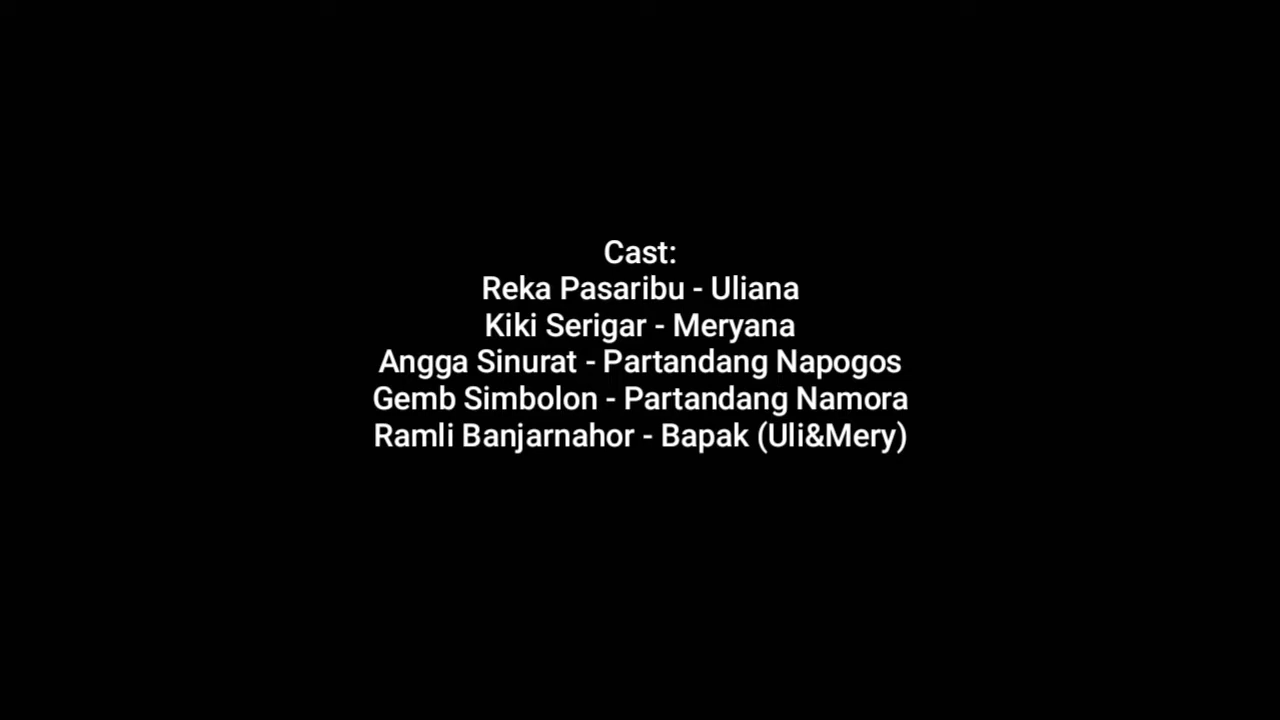 Cast:
Reka Pasaribu - Uliana
Kiki Serigar - Meryana
Angga Sinurat - Partandang Napogos
Gemb Simbolon - Partandang Namora
Ramli Banjarnahor - Bapak (Uli&Mery)